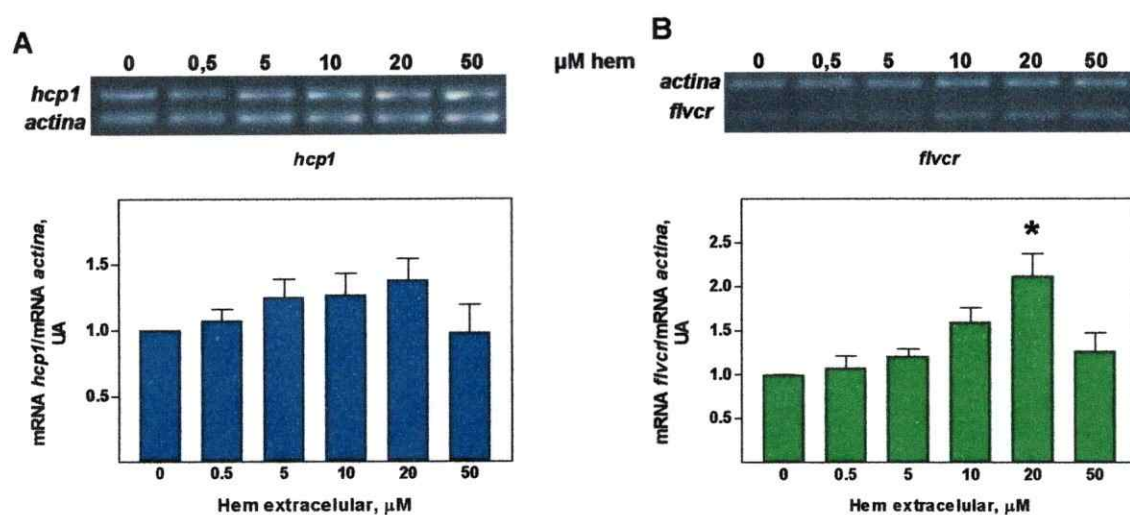 A
0 0,5 5 10 20 50
hcp1
actina
hcp1
mRNA hcp1/mRNA actina,
UA
1.5
1.0
0.5
0 0.5 5 10 20 50
Hem extracelular, μM
μM hem
B
0 0,5 5 10 20 50
actina
flvcr
flvcr
mRNA flvcr/mRNA actina,
UA
2.5
2.0
1.5
1.0
0.5
*
0 0.5 5 10 20 50
Hem extracelular, μM